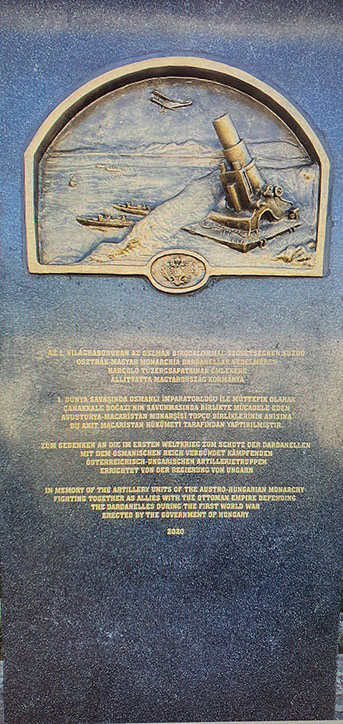 AZ I. VILÁGHÁBORÚBAN AZ OSZMÁN BIRODALOMMAL SZÖVETSÉGBEN KÜZDŐ
OSZTRÁK-MAGYAR MONARCHIA DARDANELLÁK VÉDELMÉBEN
HARCOLÓ TÜZÉRCSAPATAINAK EMLÉKÉRE
ÁLLÍTTATTA MAGYARORSZÁG KORMÁNYA
1. DÜNYA SAVAŞINDA OSMANLI İMPARATORLUĞU İLE MÜTTEFİK OLARAK
ÇANAKKALE BOĞAZI'NIN SAVUNMASINDA BİRLİKTE MÜCADELE EDEN
AVUSTURYA-MACARİSTAN MONARŞİSİ TOPÇU BİRLİKLERİNİN ANISINA
BU ANIT MACARİSTAN HÜKÜMETİ TARAFINDAN YAPTIRILMIŞTIR.
ZUM GEDENKEN AN DIE IM ERSTEN WELTKRIEG ZUM SCHUTZ DER DARDANELLEN
MIT DEM OSMANISCHEN REICH VERBÜNDET KÄMPFENDEN
ÖSTERREICHISCH-UNGARISCHEN ARTILLERIETRUPPEN
ERRICHTET VON DER REGIERUNG VON UNGARN
IN MEMORY OF THE ARTILLERY UNITS OF THE AUSTRO-HUNGARIAN MONARCHY
FIGHTING TOGETHER AS ALLIES WITH THE OTTOMAN EMPIRE DEFENDING
THE DARDANELLES DURING THE FIRST WORLD WAR
ERECTED BY THE GOVERNMENT OF HUNGARY
2020